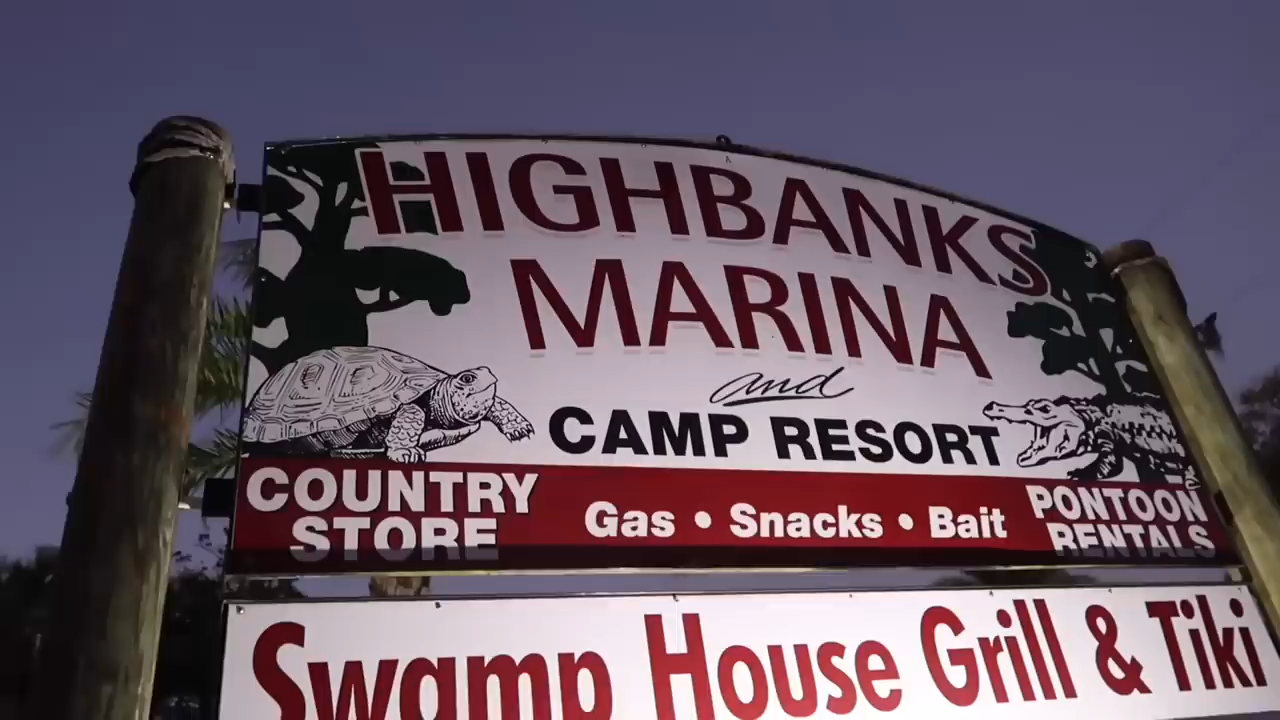 HIGHBANKS
MARINA
and
CAMP RESORT
COUNTRY
STORE
Gas • Snacks • Bait
PONTOON
RENTALS
Swamp House Grill & Tiki